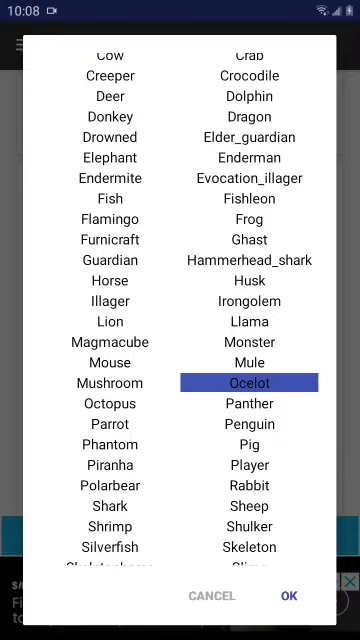 10:08
Cow Crab
Creeper Crocodile
Deer Dolphin
Donkey Dragon
Drowned Elder_guardian
Elephant Enderman
Endermite Evocation_illager
Fish Fishleon
Flamingo Frog
Furnicraft Ghast
Guardian Hammerhead_shark
Horse Husk
Illager Irongolem
Lion Llama
Magmacube Monster
Mouse Mule
Mushroom Ocelot
Octopus Panther
Parrot Penguin
Phantom Pig
Piranha Player
Polarbear Rabbit
Shark Sheep
Shrimp Shulker
Silverfish Skeleton
CANCEL OK